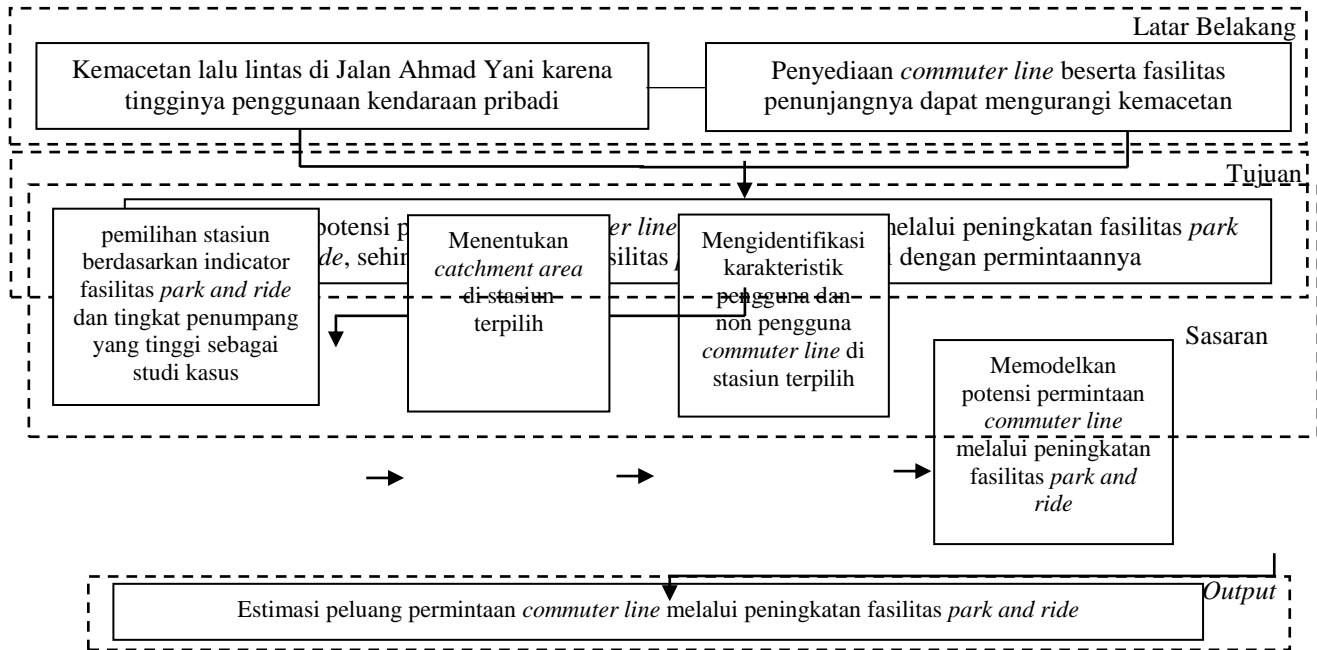 Latar Belakang
Kemacetan lalu lintas di Jalan Ahmad Yani karena
tingginya penggunaan kendaraan pribadi
Penyediaan commuter line beserta fasilitas
penunjangnya dapat mengurangi kemacetan
Tujuan
potensi line melalui peningkatan fasilitas park
dengan permintaannya
pemilihan stasiun
berdasarkan indicator
fasilitas park and ride
dan tingkat penumpang
yang tinggi sebagai
studi kasus
Menentukan
catchment area
di stasiun
terpilih
Mengidentifikasi
karakteristik
pengguna dan
non pengguna
commuter line di
stasiun terpilih
Sasaran
Memodelkan
potensi permintaan
commuter line
melalui peningkatan
fasilitas park and
ride
Output
Estimasi peluang permintaan commuter line melalui peningkatan fasilitas park and ride